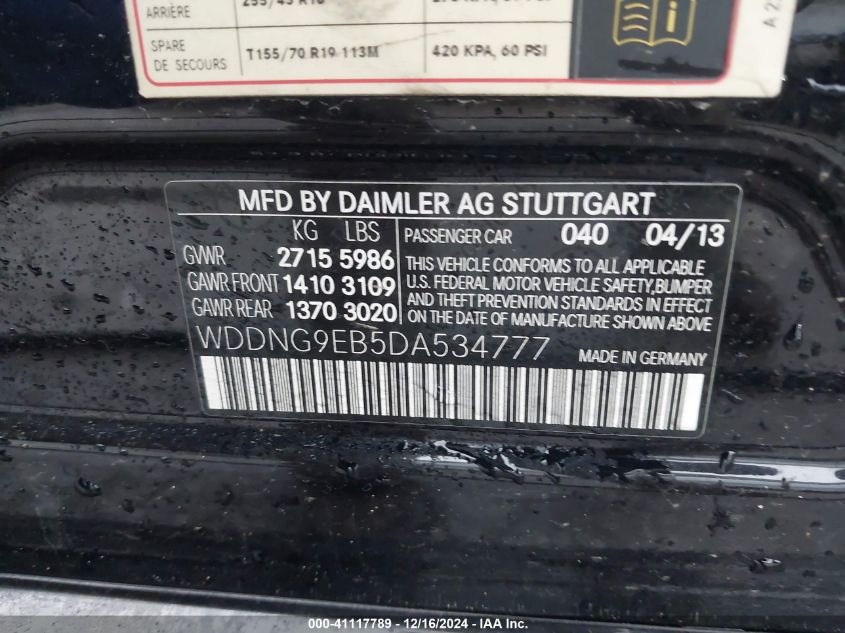 ARRIÈRE
SPARE T155/70 R19 113M 420 KPA, 60 PSI
DE SECOURS
MFD BY DAIMLER AG STUTTGART
KG LBS PASSENGER CAR 040 04/13
GVWR 2715 5986
GAWR FRONT 1410 3109
GAWR REAR 1370 3020
THIS VEHICLE CONFORMS TO ALL APPLICABLE
U.S. FEDERAL MOTOR VEHICLE SAFETY,BUMPER
AND THEFT PREVENTION STANDARDS IN EFFECT
ON THE DATE OF MANUFACTURE SHOWN ABOVE
WDDNG9EB5DA534777 MADE IN GERMANY
000-41117789 - 12/16/2024 - IAA Inc.